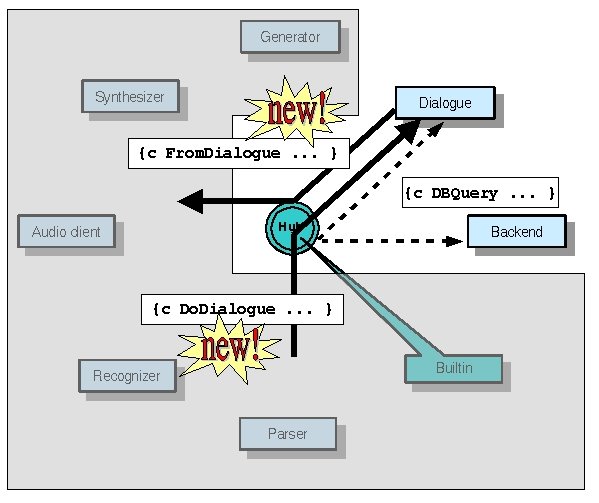 Generator
Synthesizer
new!
Dialogue
{c FromDialogue ... }
{c DBQuery ... }
Audio client
Hub
Backend
{c DoDialogue ... }
new!
Recognizer
Builtin
Parser